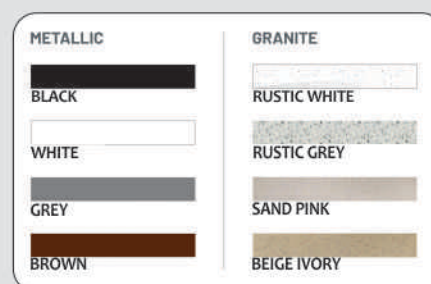 METALLIC
BLACK
WHITE
GREY
BROWN
GRANITE
RUSTIC WHITE
RUSTIC GREY
SAND PINK
BEIGE IVORY